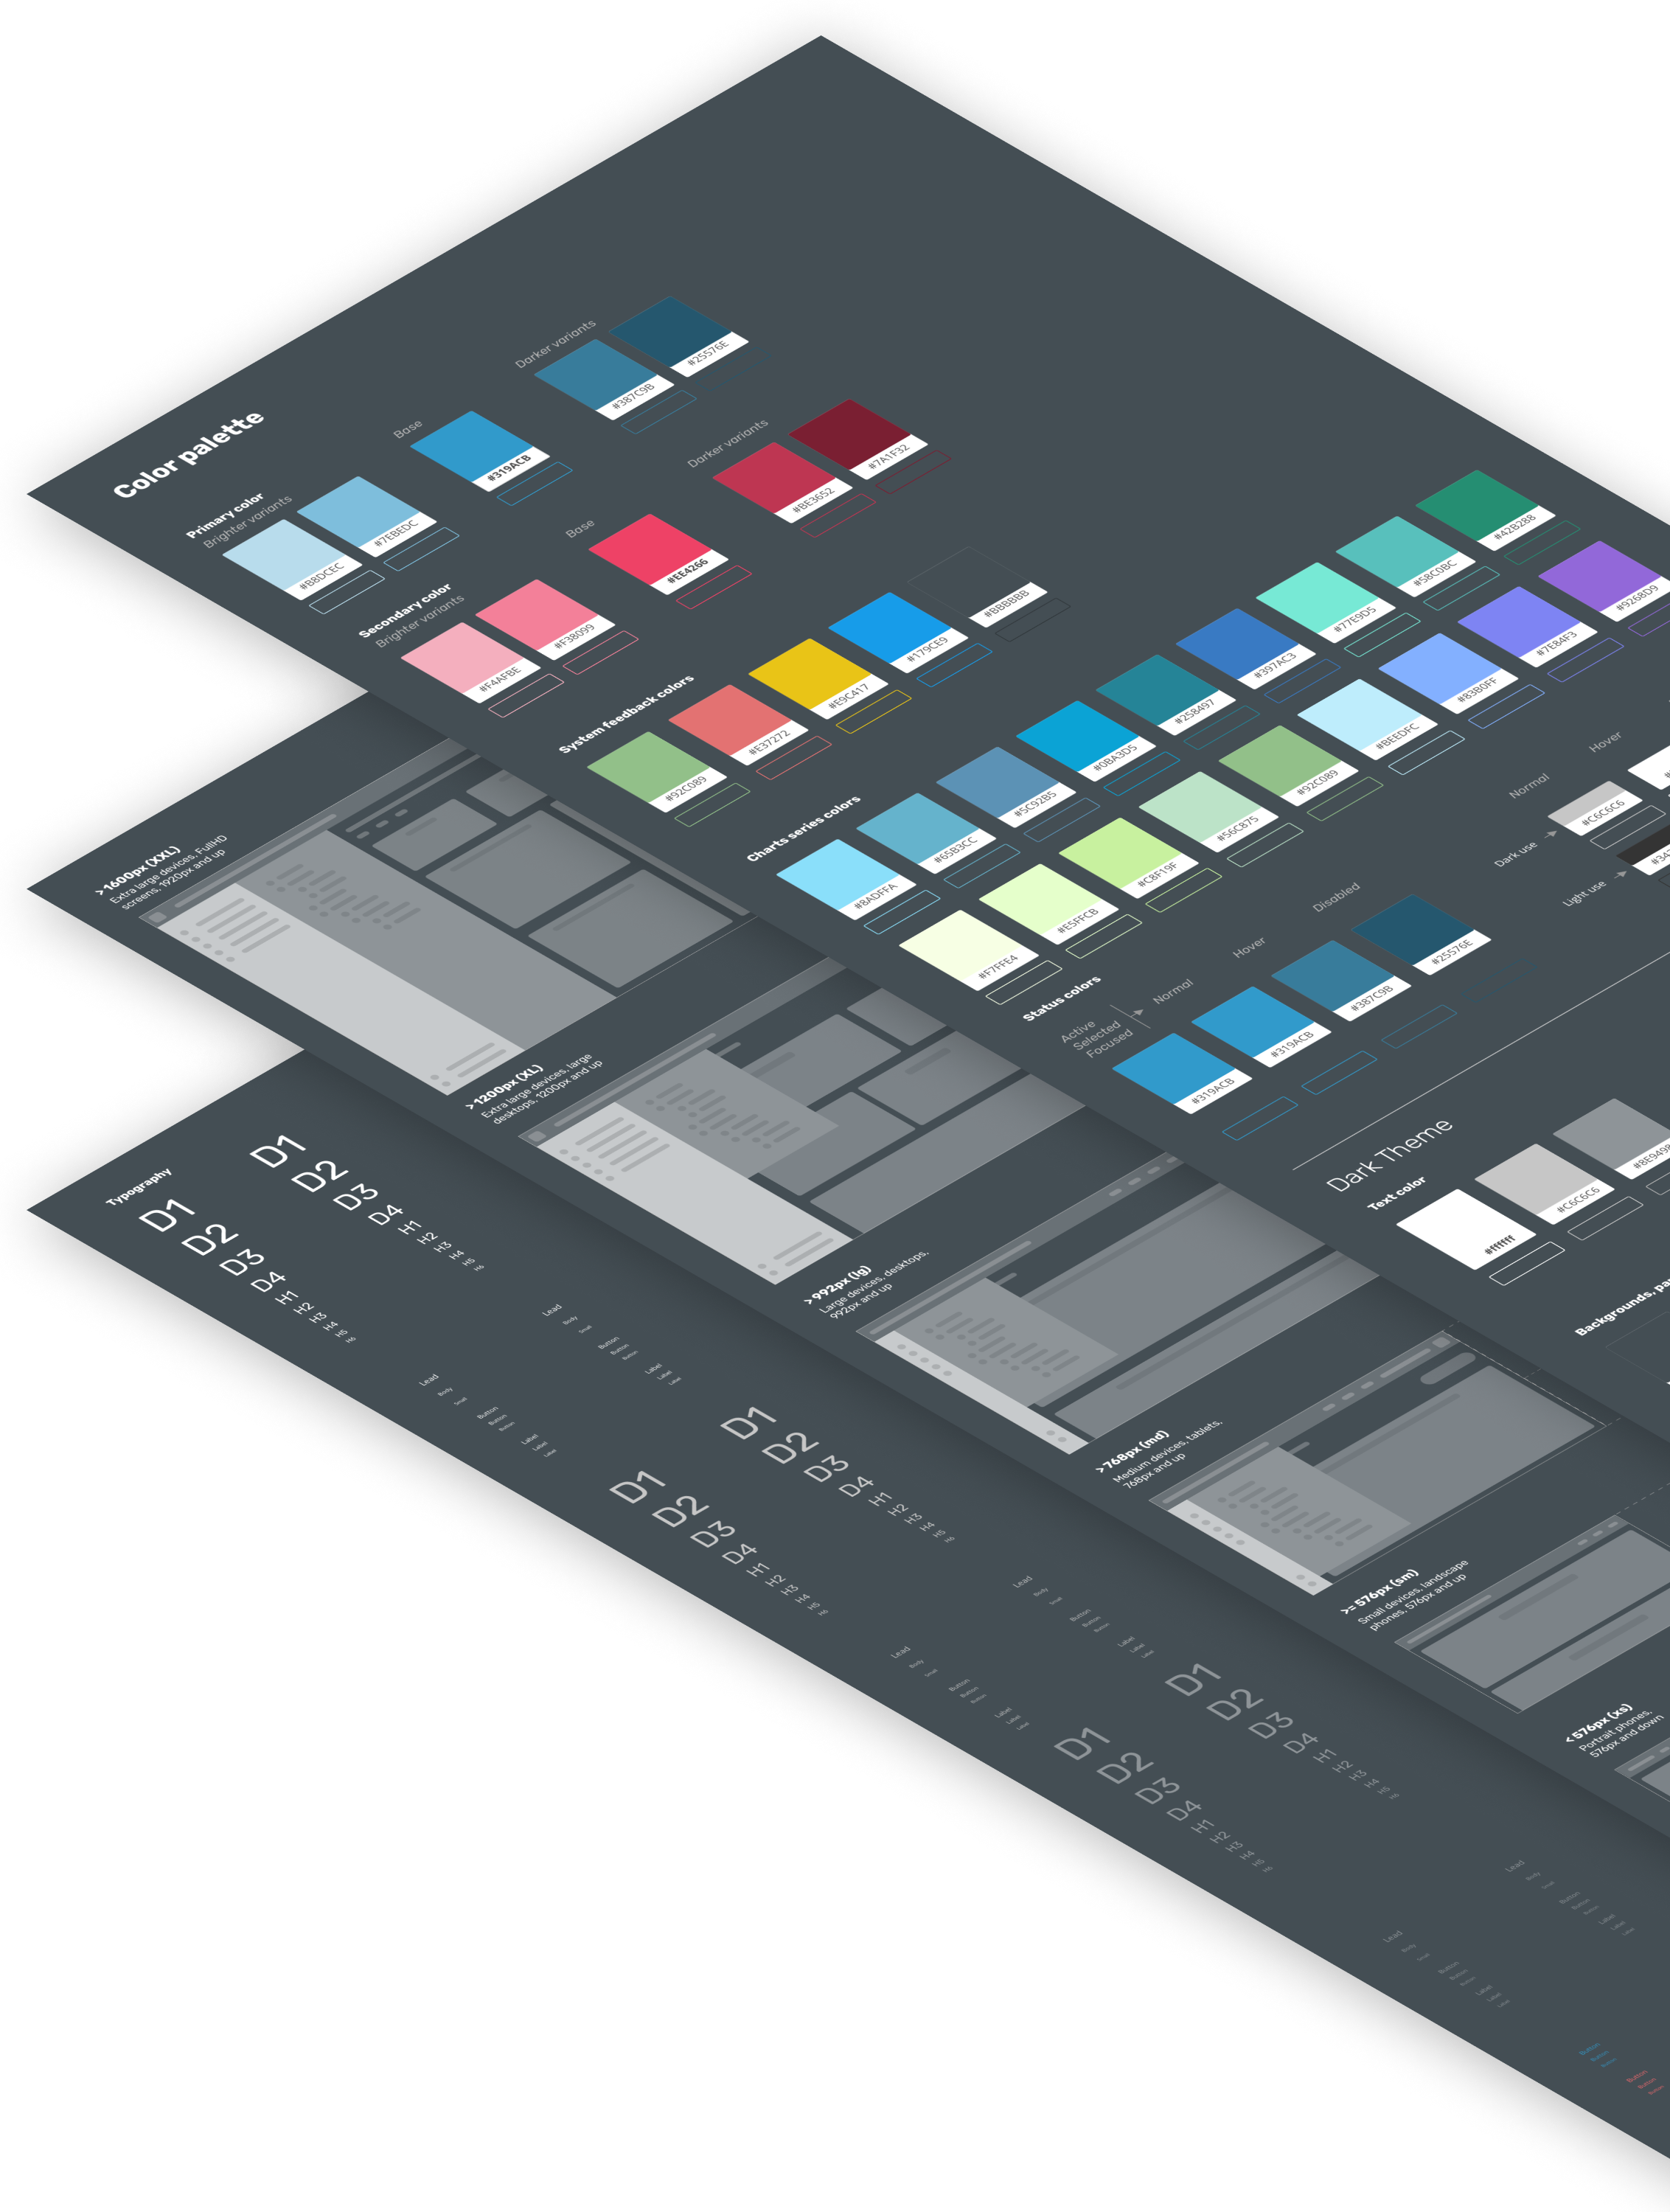 Color palette
Primary color
Brighter variants
#B8DCEC
#7EBEDC
Base
#319ACB
Darker variants
#387C9B
#25576E
Secondary color
Brighter variants
#F4AFBE
#F38099
Base
#EE4266
Darker variants
#BE3652
#7A1F32
System feedback colors
#92C089
#E37272
#E9C417
#179CE9
#BBBBBB
Charts series colors
#8ADFFA
#65B3CC
#5C92B5
#0BA3D5
#258497
#397AC3
#77E9D5
#58C0BC
#42B288
#F7FFE4
#E5FFCB
#C8F19F
#56C875
#92C089
#BEEDFC
#83B0FF
#7E84F3
#9268D9
Status colors
Active
Selected
Focused
Normal
Hover
Disabled
#319ACB
#319ACB
#387C9B
#25576E
Dark use
Light use
Normal
Hover
#C6C6C6
Dark Theme
Text color
#ffffff
#C6C6C6
Backgrounds,
>1600px (XXL)
Extra large devices, FullHD
screens, 1920px and up
>1200px (XL)
Extra large devices, large
desktops, 1200px and up
>992px (lg)
Large devices, desktops,
992px and up
>768px (md)
Medium devices, tablets,
768px and up
>= 576px (sm)
Small devices, landscape
phones, 576px and up
<576px (xs)
Portrait phones,
576px and down
Typography
D1
D2
D3
D4
H1
H2
H3
H4
H5
H6
Lead
Body
Small
Button
Button
Button
Label
Label
Label
D1
D2
D3
D4
H1
H2
H3
H4
H5
H6
Lead
Body
Small
Button
Button
Button
Label
Label
Label
D1
D2
D3
D4
H1
H2
H3
H4
H5
H6
Lead
Body
Small
Button
Button
Button
Label
Label
Label
D1
D2
D3
D4
H1
H2
H3
H4
H5
H6
Lead
Body
Small
Button
Button
Button
Label
Label
Label
D1
D2
D3
D4
H1
H2
H3
H4
H5
H6
Lead
Body
Small
Button
Button
Button
Label
Label
Label
D1
D2
D3
D4
H1
H2
H3
H4
H5
H6
Lead
Body
Small
Button
Button
Button
Label
Label
Label
Button
Button
Button
Button
Button
Button